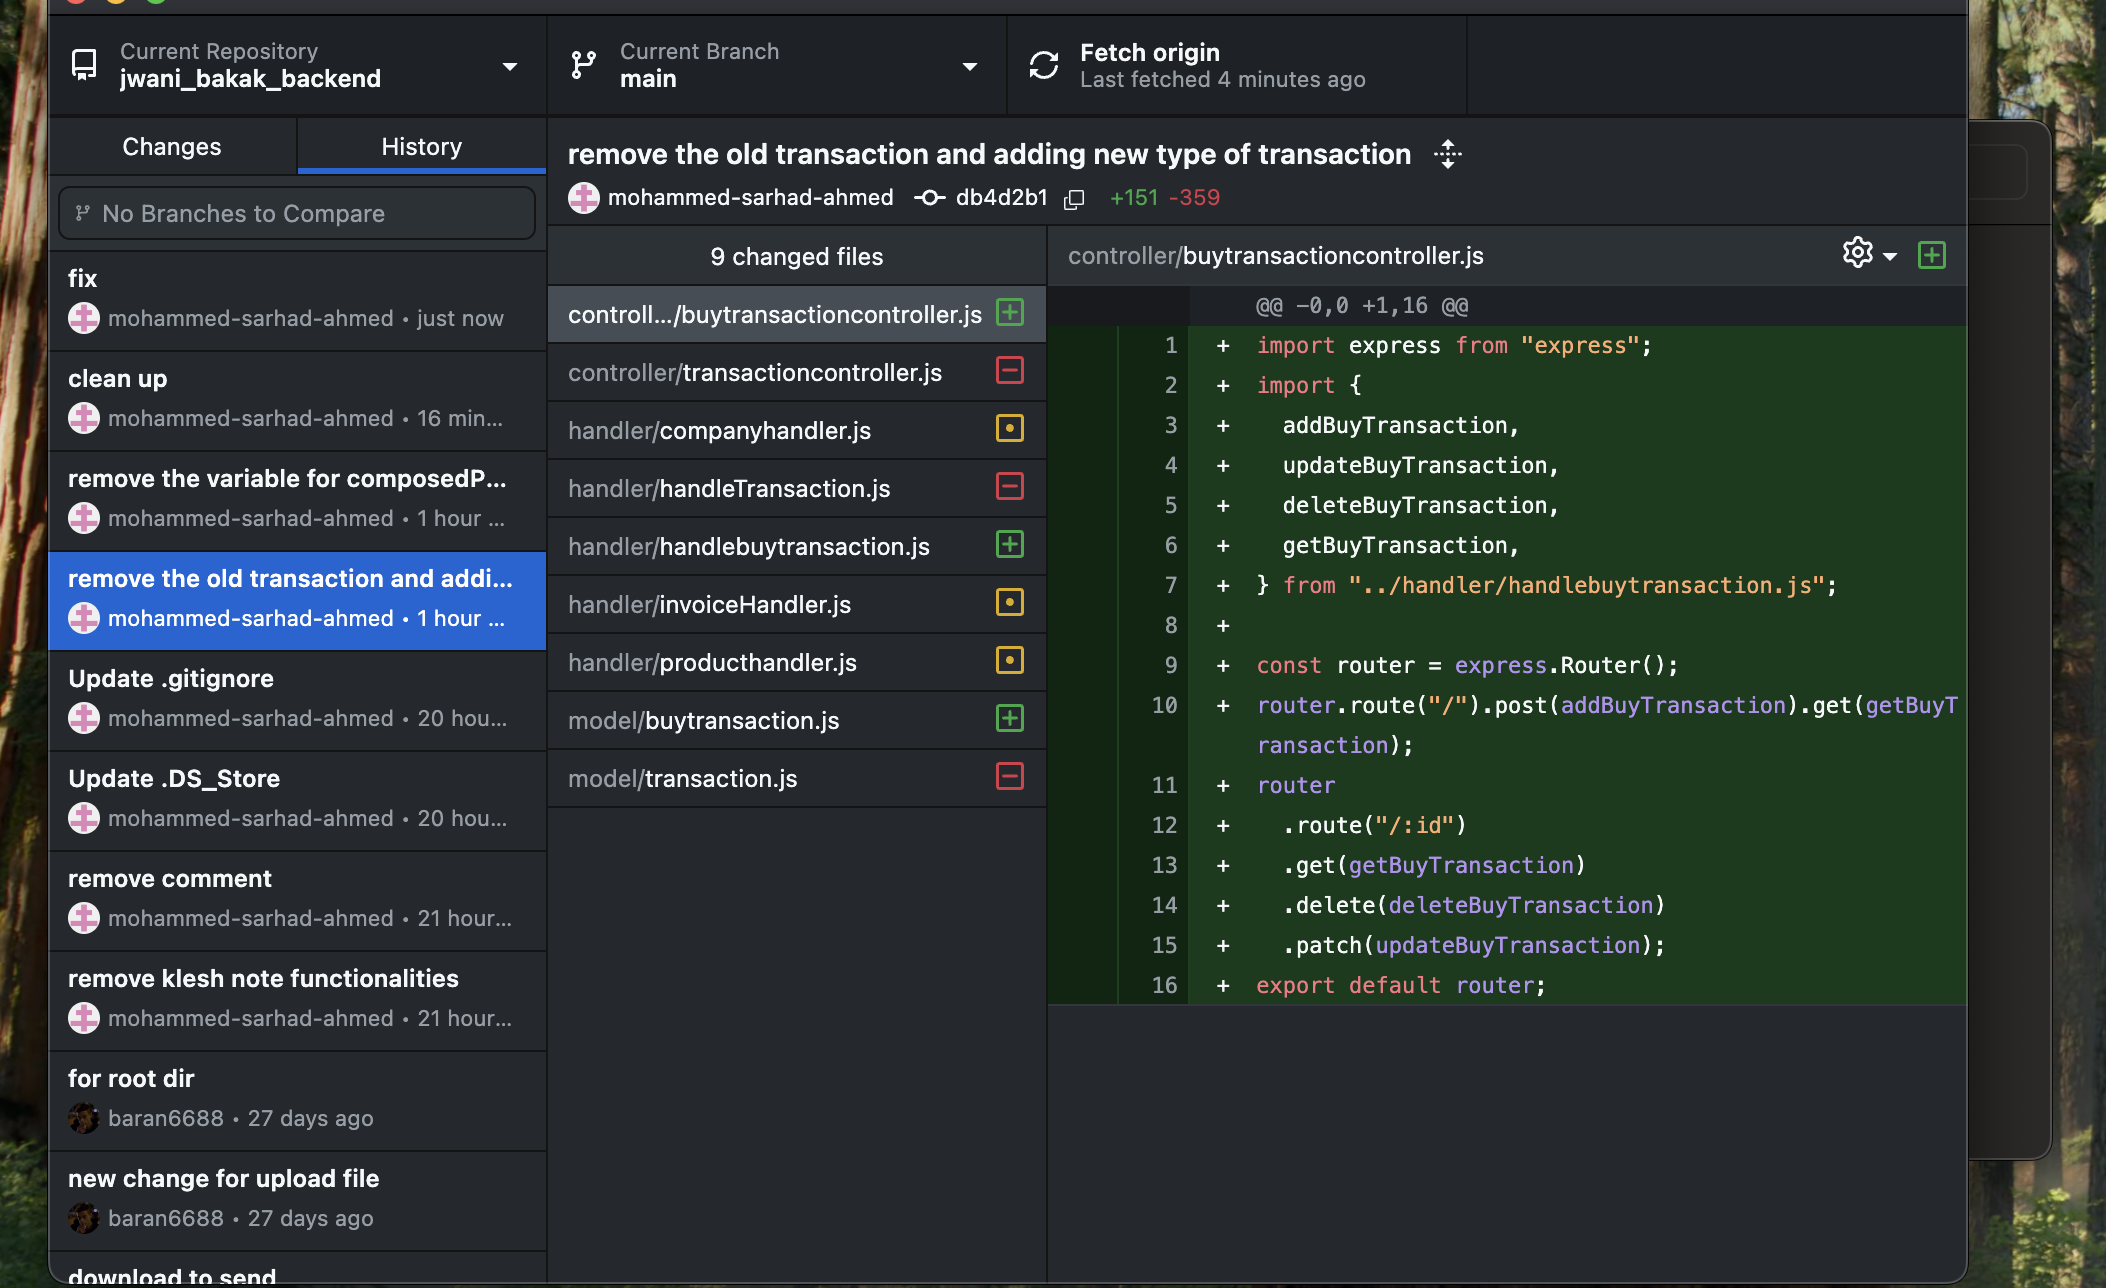 Current Repository
jwani_bakak_backend
Current Branch
main
Fetch origin
Last fetched 4 minutes ago
Changes
History
No Branches to Compare
fix
mohammed-sarhad-ahmed • just now
clean up
mohammed-sarhad-ahmed • 16 min...
remove the variable for composedP...
mohammed-sarhad-ahmed • 1 hour ...
remove the old transaction and addi...
mohammed-sarhad-ahmed • 1 hour ...
Update .gitignore
mohammed-sarhad-ahmed • 20 hou...
Update .DS_Store
mohammed-sarhad-ahmed • 20 hou...
remove comment
mohammed-sarhad-ahmed • 21 hour...
remove klesh note functionalities
mohammed-sarhad-ahmed • 21 hour...
for root dir
baran6688 • 27 days ago
new change for upload file
baran6688 • 27 days ago
download to send
remove the old transaction and adding new type of transaction
mohammed-sarhad-ahmed db4d2b1 +151 -359
9 changed files
controll.../buytransactioncontroller.js
controller/transactioncontroller.js
handler/companyhandler.js
handler/handleTransaction.js
handler/handlebuytransaction.js
handler/invoiceHandler.js
handler/producthandler.js
model/buytransaction.js
model/transaction.js
controller/buytransactioncontroller.js
@@ -0,0 +1,16 @@
1 + import express from "express";
2 + import {
3 + addBuyTransaction,
4 + updateBuyTransaction,
5 + deleteBuyTransaction,
6 + getBuyTransaction,
7 + } from "../handler/handlebuytransaction.js";
8 +
9 + const router = express.Router();
10 + router.route("/").post(addBuyTransaction).get(getBuyT
ransaction);
11 + router
12 + .route("/:id")
13 + .get(getBuyTransaction)
14 + .delete(deleteBuyTransaction)
15 + .patch(updateBuyTransaction);
16 + export default router;